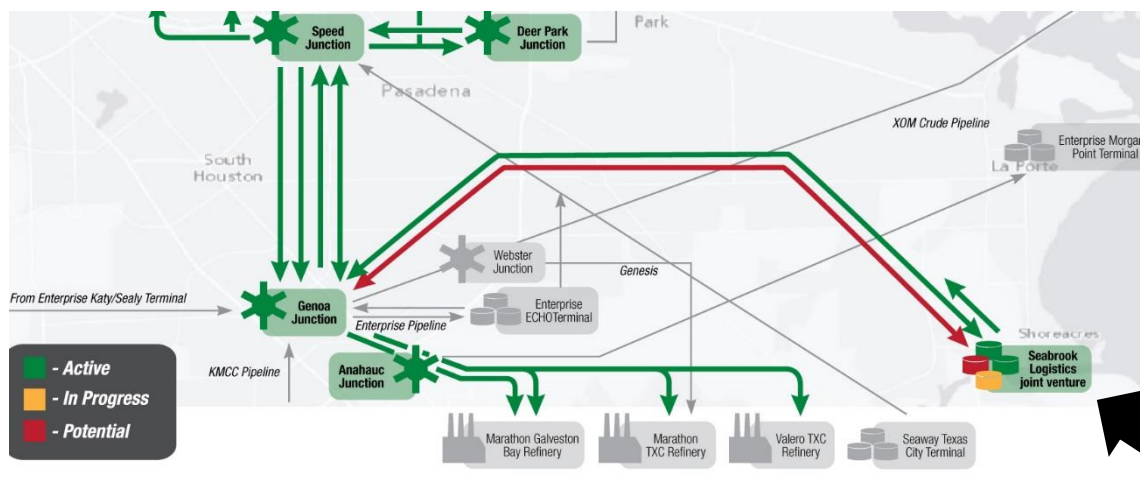 Speed
Junction
Deer Park
Junction
Park
Pasadena
XOM Crude Pipeline
Enterprise Morgan
Point Terminal
La Porte
South
Houston
Webster
Junction
Genesis
From Enterprise Katy/Sealy Terminal
Genoa
Junction
Enterprise
ECHOTerminal
Enterprise Pipeline
Shoreacres
Seabrook
Logistics
joint venture
- Active
- In Progress
- Potential
KMCC Pipeline
Anahauc
Junction
Marathon Galveston
Bay Refinery
Marathon
TXC Refinery
Valero TXC
Refinery
Seaway Texas
City Terminal